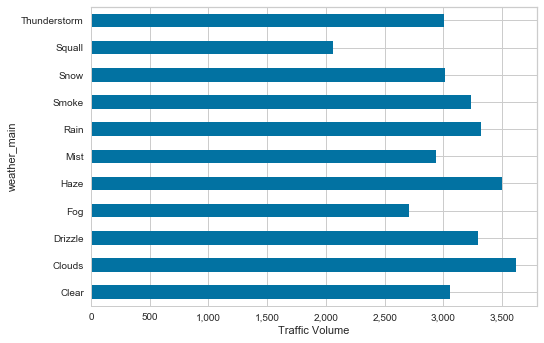 Thunderstorm
Squall
Snow
Smoke
Rain
Mist
Haze
Fog
Drizzle
Clouds
Clear
weather_main
0 500 1,000 1,500 2,000 2,500 3,000 3,500
Traffic Volume